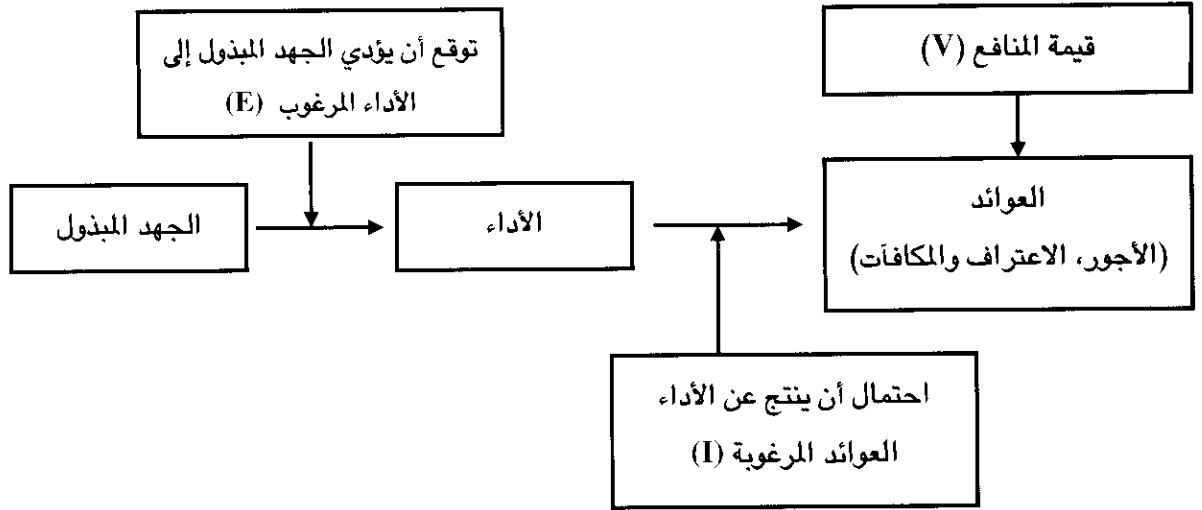 توقع أن يؤدي الجهد المبذول إلى
الأداء المرغوب (E)
قيمة المنافع (V)
الجهد المبذول
الأداء
العوائد
(الأجور، الاعتراف والمكافآت)
احتمال أن ينتج عن الأداء
العوائد المرغوبة (I)